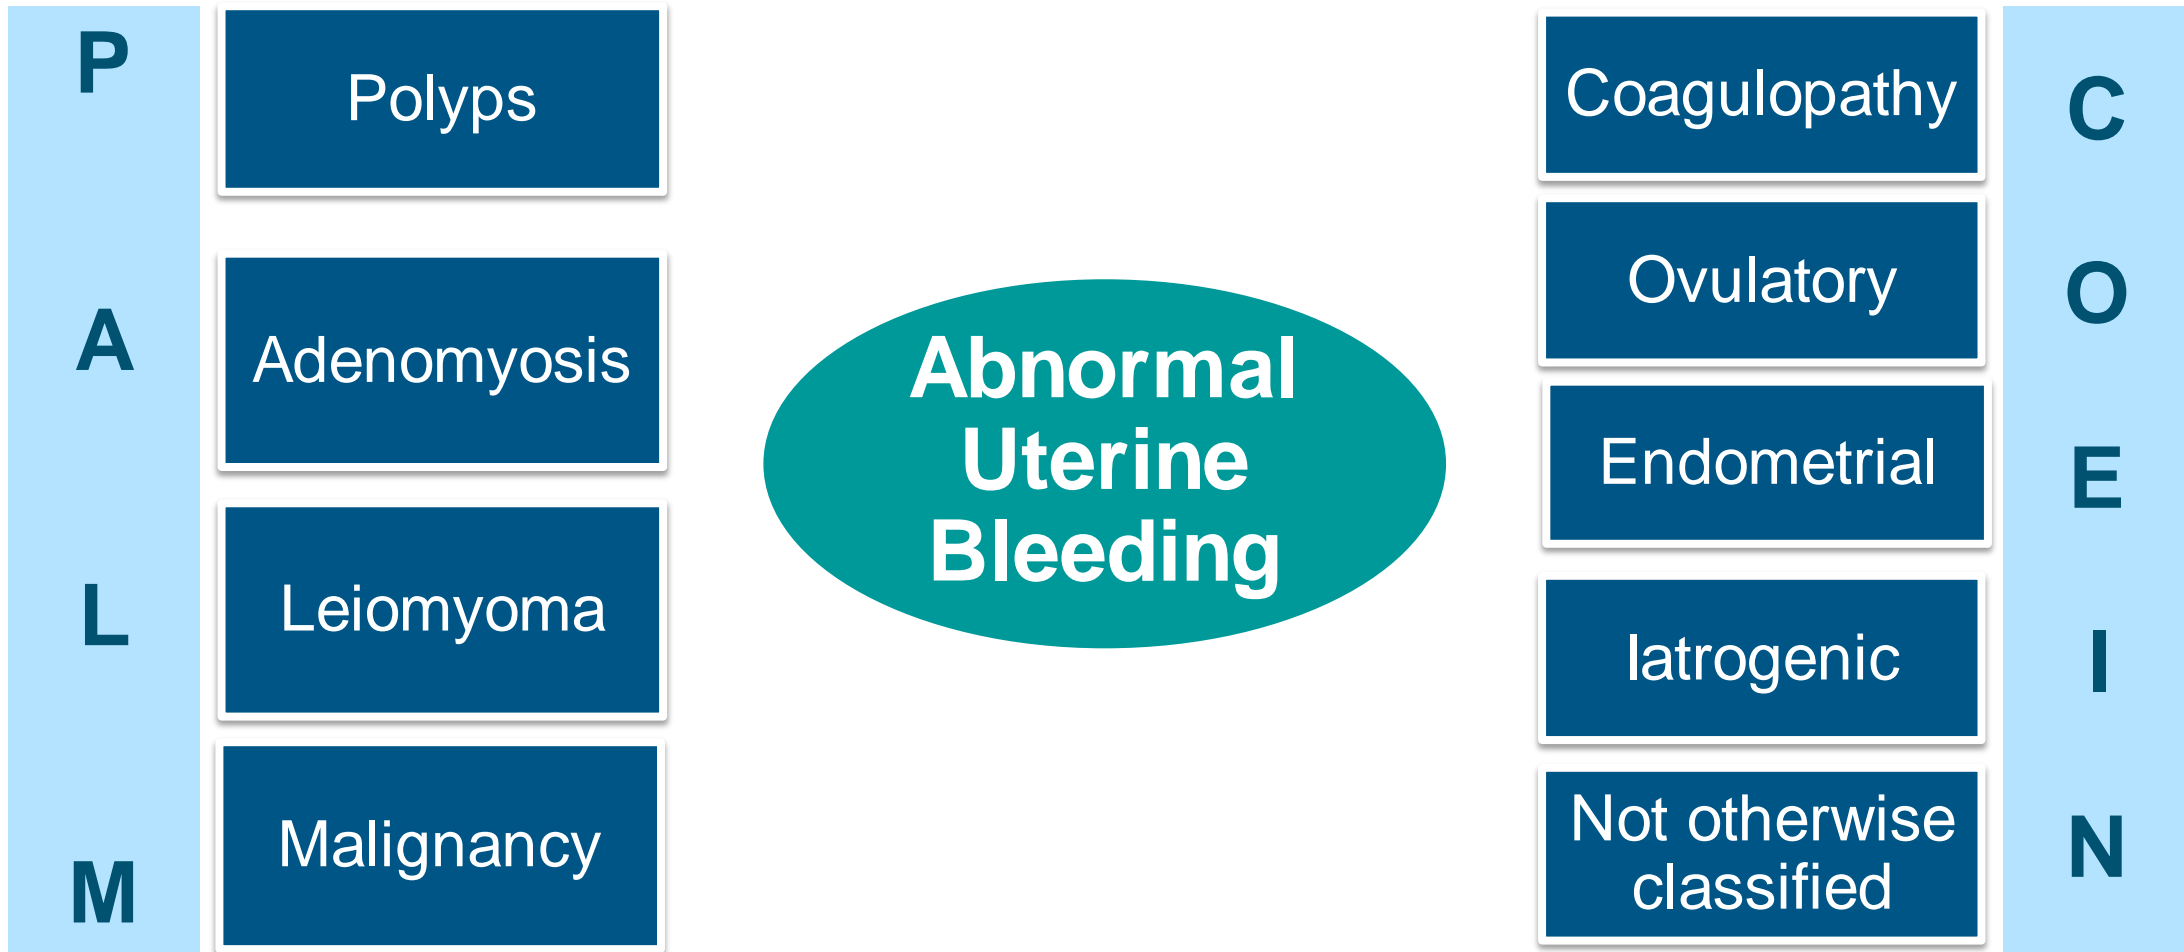 P
Polyps
A
Adenomyosis
L
Leiomyoma
M
Malignancy
Abnormal
Uterine
Bleeding
Coagulopathy
C
Ovulatory
O
Endometrial
E
Iatrogenic
I
Not otherwise
classified
N